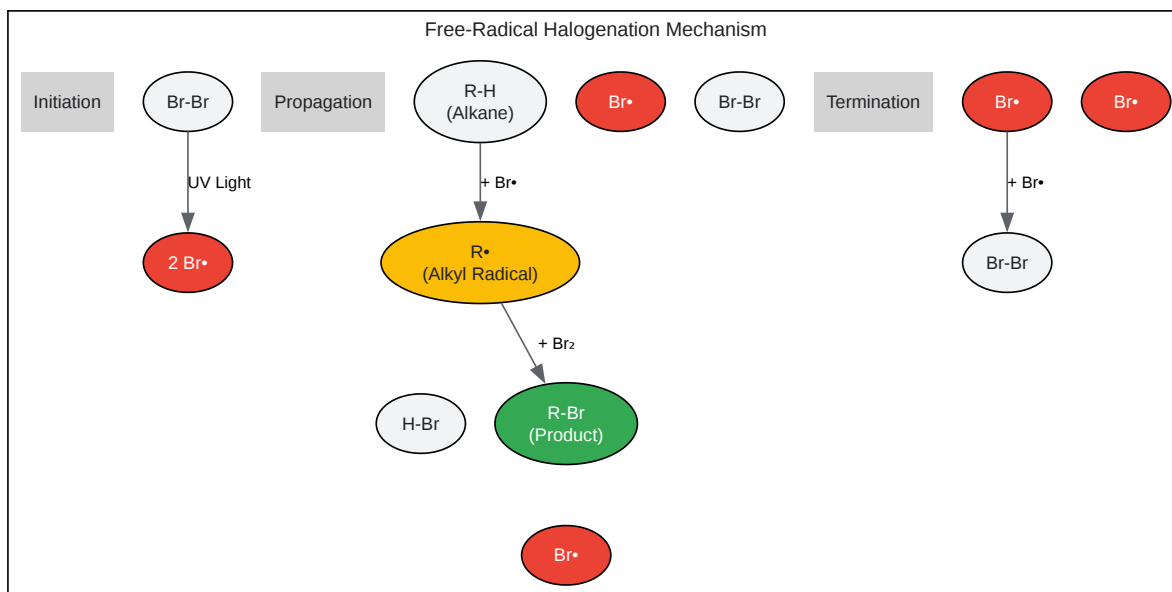 Free-Radical Halogenation Mechanism
Initiation
Br-Br
Propagation
R-H
(Alkane)
Br•
Br-Br
Termination
Br•
Br•
UV Light
+ Br•
+ Br•
2 Br•
R•
(Alkyl Radical)
Br-Br
+ Br₂
H-Br
R-Br
(Product)
Br•